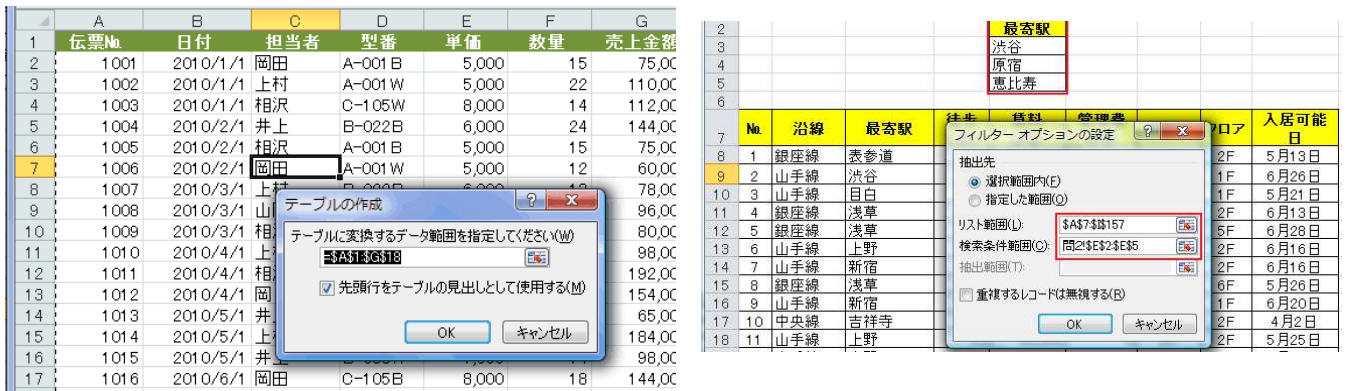 A B C D E F G
1 伝票№ 日付 担当者 型番 単価 数量 売上金額
2 1001 2010/1/1 岡田 A-001B 5,000 15 75,00
3 1002 2010/1/1 上村 A-001W 5,000 22 110,00
4 1003 2010/1/1 相沢 C-105W 8,000 14 112,00
5 1004 2010/2/1 井上 B-022B 6,000 24 144,00
6 1005 2010/2/1 相沢 A-001B 5,000 15 75,00
7 1006 2010/2/1 岡田 A-001W 5,000 12 60,00
8 1007 2010/3/1 上村 78,00
9 1008 2010/3/1 山 96,00
10 1009 2010/3/1 相 80,00
11 1010 2010/4/1 上 98,00
12 1011 2010/4/1 相 192,00
13 1012 2010/4/1 岡 154,00
14 1013 2010/5/1 井 65,00
15 1014 2010/5/1 上 184,00
16 1015 2010/5/1 井 98,00
17 1016 2010/6/1 岡田 C-105B 8,000 18 144,00
テーブルの作成
テーブルに変換するデータ範囲を指定してください(W)
=$A$1:$G$18
先頭行をテーブルの見出しとして使用する(M)
OK キャンセル
2 最寄駅
3 渋谷
4 原宿
5 恵比寿
6
7 № 沿線 最寄駅 徒歩 賃料 管理費 フロア 入居可能日
8 1 銀座線 表参道 2F 5月13日
9 2 山手線 渋谷 1F 6月26日
10 3 山手線 目白 1F 5月21日
11 4 銀座線 浅草 2F 6月13日
12 5 銀座線 浅草 5F 6月28日
13 6 山手線 上野 2F 6月16日
14 7 山手線 新宿 2F 6月16日
15 8 銀座線 浅草 6F 5月26日
16 9 山手線 新宿 1F 6月20日
17 10 中央線 吉祥寺 2F 4月2日
18 11 山手線 上野 2F 5月25日
フィルター オプションの設定
抽出先
選択範囲内(F)
指定した範囲(O)
リスト範囲(L): $A$7:$I$157
検索条件範囲(C): 問2!$E$2:$E$5
抽出範囲(T):
重複するレコードは無視する(R)
OK キャンセル